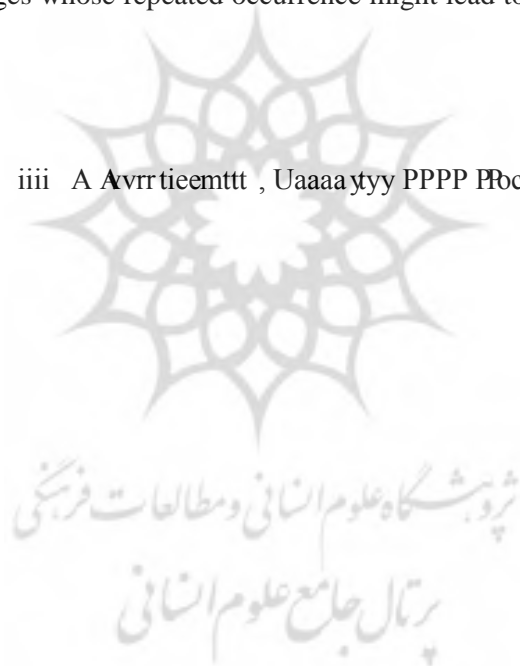 ges whose repeated occurrence might lead to
iiii A Avvrr tieemttt , Uaaaa ytyy PPPP PPoc
پژوهشگاه علوم انسانی و مطالعات فرهنگی
پرتال جامع علوم انسانی